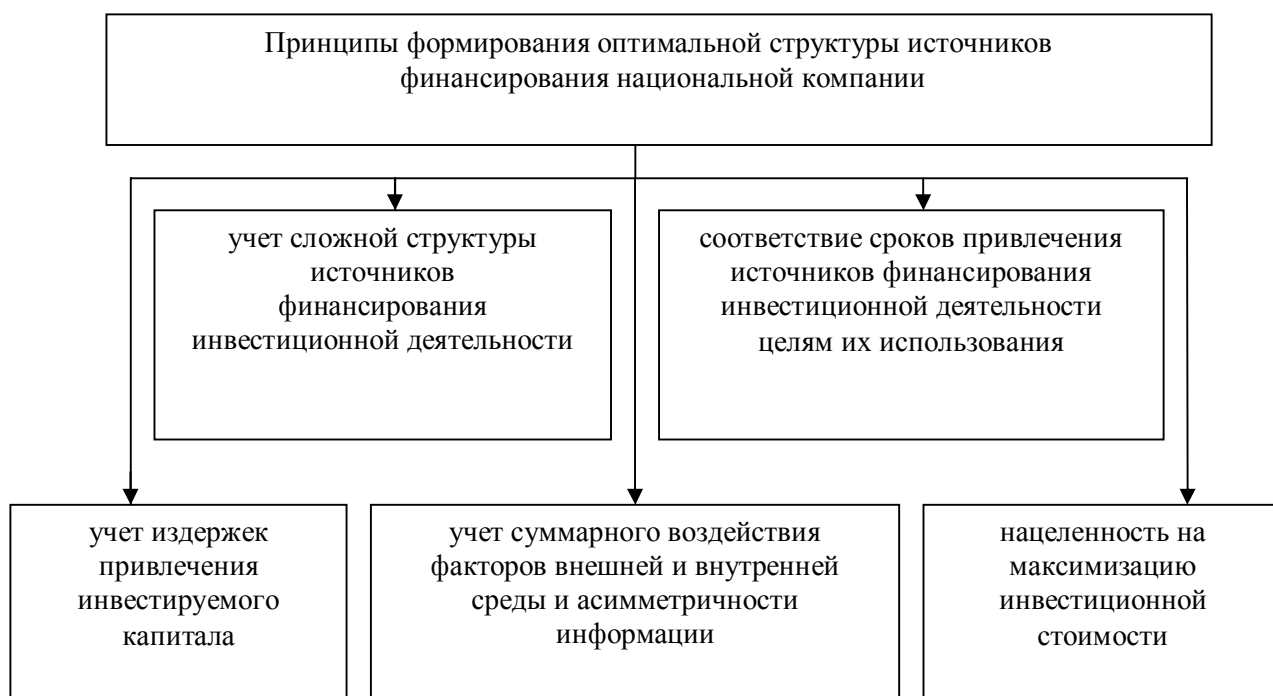 Принципы формирования оптимальной структуры источников
финансирования национальной компании
учет сложной структуры
источников
финансирования
инвестиционной деятельности
соответствие сроков привлечения
источников финансирования
инвестиционной деятельности
целям их использования
учет издержек
привлечения
инвестируемого
капитала
учет суммарного воздействия
факторов внешней и внутренней
среды и асимметричности
информации
нацеленность на
максимизацию
инвестиционной
стоимости